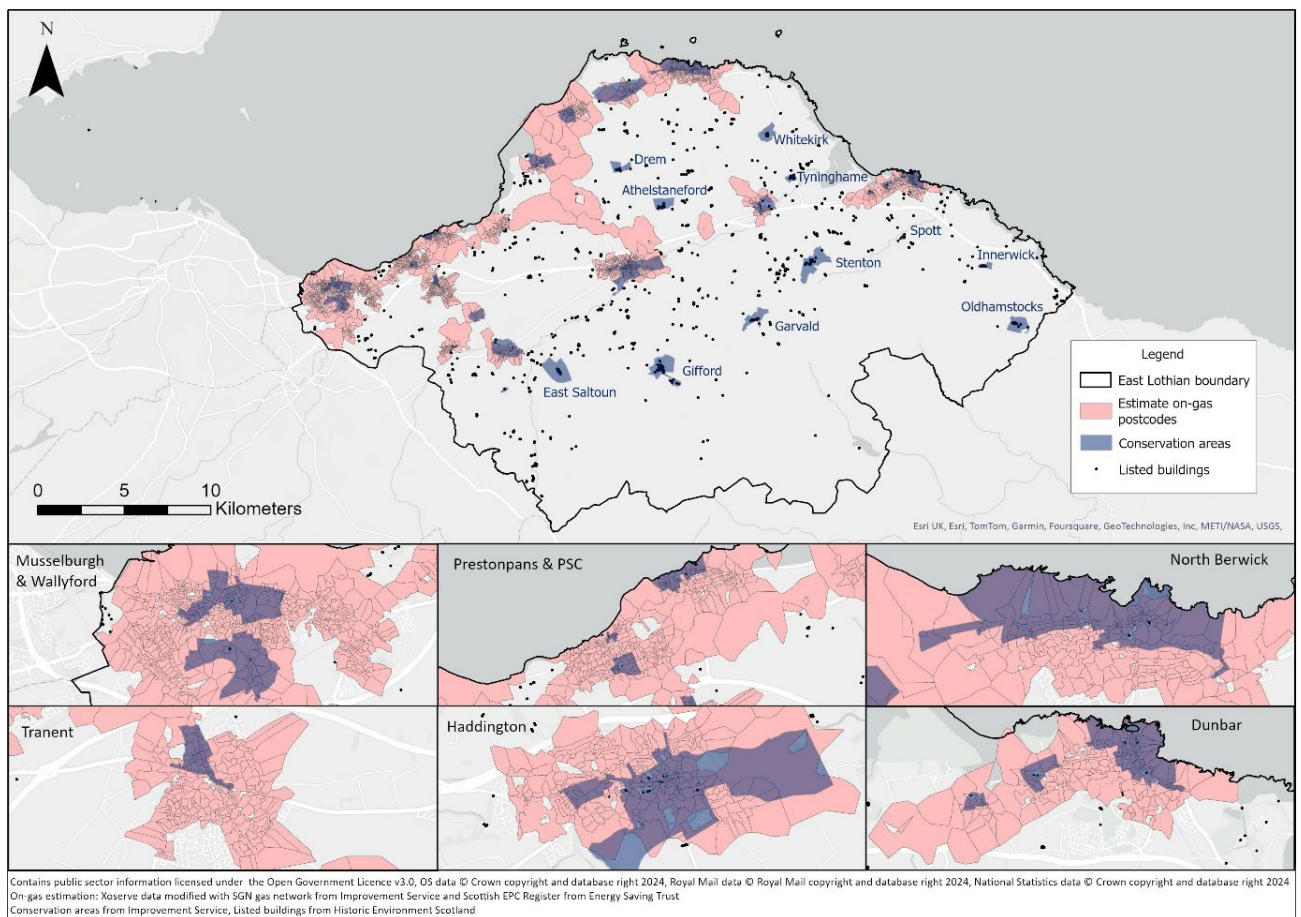 N
Whitekirk
Drem
Tyninghame
Athelstaneford
Spott
Stenton
Innerwick
Oldhamstocks
Garvald
Gifford
East Saltoun
Legend
East Lothian boundary
Estimate on-gas
postcodes
Conservation areas
Listed buildings
0 5 10
Kilometers
Esri UK, Esri, TomTom, Garmin, Foursquare, GeoTechnologies, Inc, METI/NASA, USGS,
Musselburgh
& Wallyford
Prestonpans & PSC
North Berwick
Tranent
Haddington
Dunbar
Contains public sector information licensed under the Open Government Licence v3.0, OS data © Crown copyright and database right 2024, Royal Mail data © Royal Mail copyright and database right 2024, National Statistics data © Crown copyright and database right 2024
On-gas estimation: Xoserve data modified with SGN gas network from Improvement Service and Scottish EPC Register from Energy Saving Trust
Conservation areas from Improvement Service, Listed buildings from Historic Environment Scotland